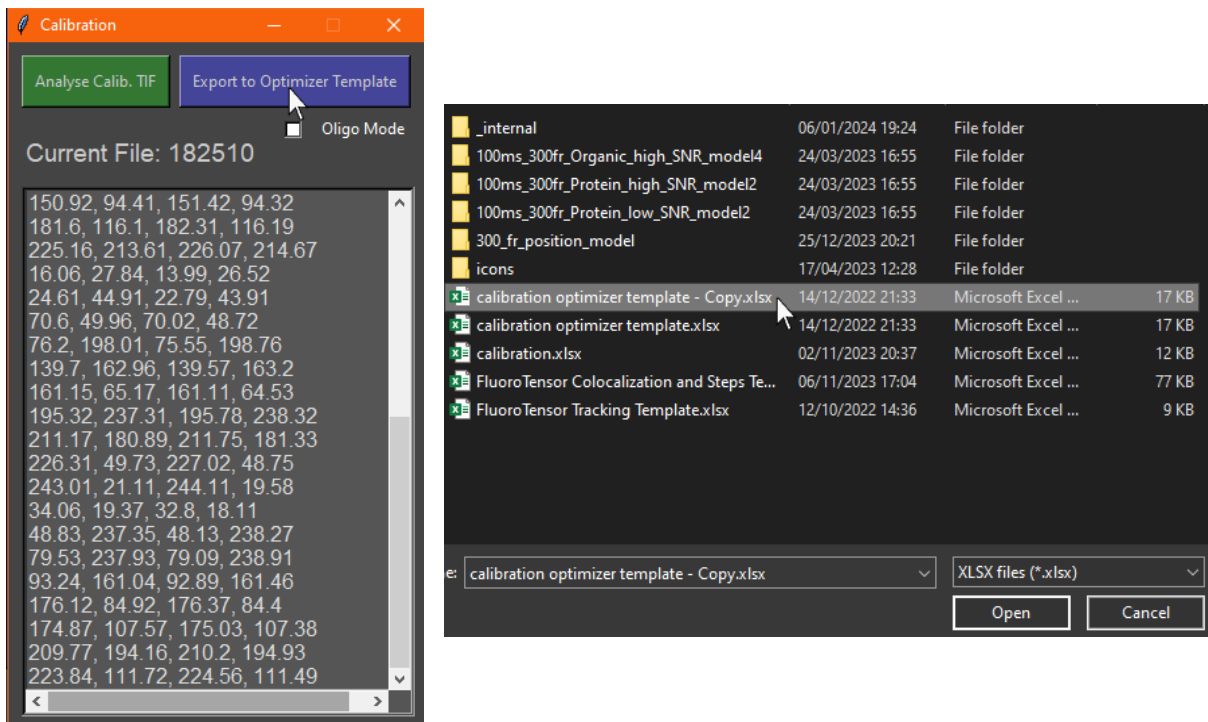 Calibration
Analyse Calib. TIF
Export to Optimizer Template
Oligo Mode
Current File: 182510
150.92, 94.41, 151.42, 94.32
181.6, 116.1, 182.31, 116.19
225.16, 213.61, 226.07, 214.67
16.06, 27.84, 13.99, 26.52
24.61, 44.91, 22.79, 43.91
70.6, 49.96, 70.02, 48.72
76.2, 198.01, 75.55, 198.76
139.7, 162.96, 139.57, 163.2
161.15, 65.17, 161.11, 64.53
195.32, 237.31, 195.78, 238.32
211.17, 180.89, 211.75, 181.33
226.31, 49.73, 227.02, 48.75
243.01, 21.11, 244.11, 19.58
34.06, 19.37, 32.8, 18.11
48.83, 237.35, 48.13, 238.27
79.53, 237.93, 79.09, 238.91
93.24, 161.04, 92.89, 161.46
176.12, 84.92, 176.37, 84.4
174.87, 107.57, 175.03, 107.38
209.77, 194.16, 210.2, 194.93
223.84, 111.72, 224.56, 111.49
_internal 06/01/2024 19:24 File folder
100ms_300fr_Organic_high_SNR_model4 24/03/2023 16:55 File folder
100ms_300fr_Protein_high_SNR_model2 24/03/2023 16:55 File folder
100ms_300fr_Protein_low_SNR_model2 24/03/2023 16:55 File folder
300_fr_position_model 25/12/2023 20:21 File folder
icons 17/04/2023 12:28 File folder
calibration optimizer template - Copy.xlsx 14/12/2022 21:33 Microsoft Excel ... 17 KB
calibration optimizer template.xlsx 14/12/2022 21:33 Microsoft Excel ... 17 KB
calibration.xlsx 02/11/2023 20:37 Microsoft Excel ... 12 KB
FluoroTensor Colocalization and Steps Te... 06/11/2023 17:04 Microsoft Excel ... 77 KB
FluoroTensor Tracking Template.xlsx 12/10/2022 14:36 Microsoft Excel ... 9 KB
e: calibration optimizer template - Copy.xlsx XLSX files (*.xlsx)
Open Cancel